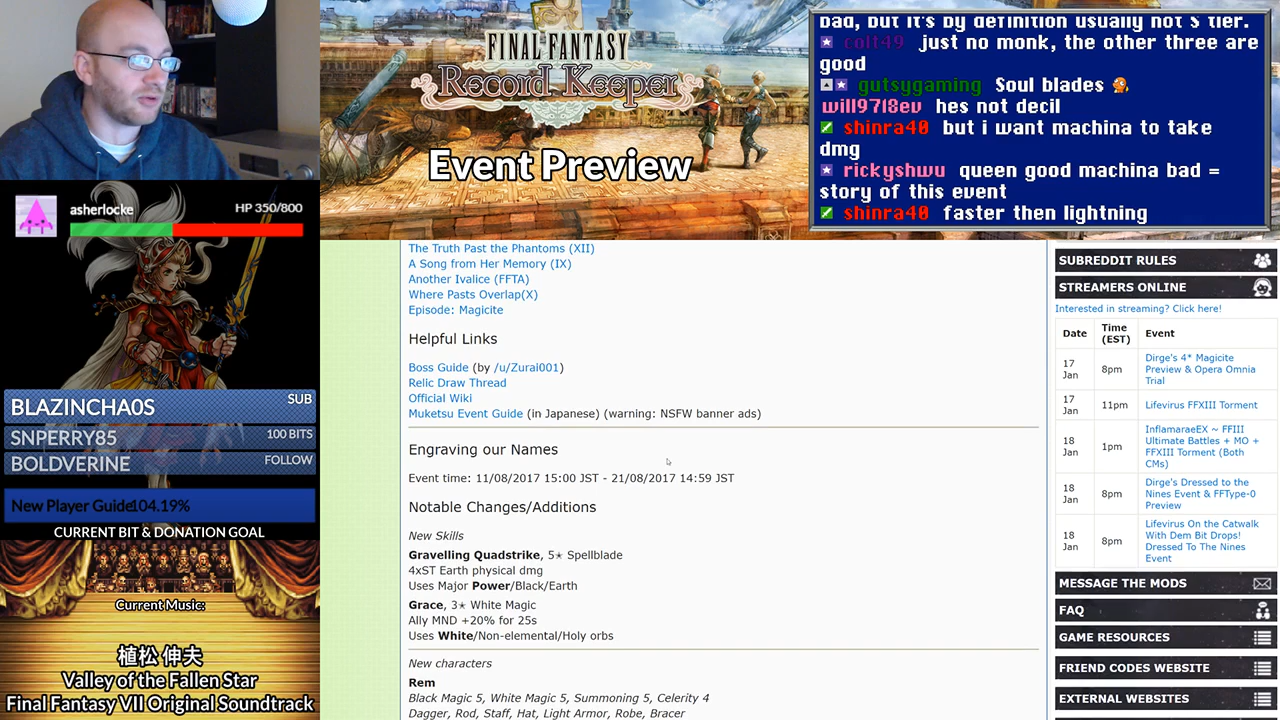 FINAL FANTASY
Record Keeper
Event Preview
bad, but it's by definition usually not S tier.
colt49 just no monk, the other three are
good
gutsygaming Soul blades
will9718ev hes not decil
shinra40 but i want machina to take
dmg
rickyshwu queen good machina bad =
story of this event
shinra40 faster then lightning
asherlocke
HP 350/800
BLAZINCHA0S SUB
SNPERRY85 100 BITS
BOLDVERINE FOLLOW
New Player Guide104.19%
CURRENT BIT & DONATION GOAL
Current Music:
植松 伸夫
Valley of the Fallen Star
Final Fantasy VII Original Soundtrack
The Truth Past the Phantoms (XII)
A Song from Her Memory (IX)
Another Ivalice (FFTA)
Where Pasts Overlap(X)
Episode: Magicite
Helpful Links
Boss Guide (by /u/Zural001)
Relic Draw Thread
Official Wiki
Muketsu Event Guide (in Japanese) (warning: NSFW banner ads)
Engraving our Names
Event time: 11/08/2017 15:00 JST - 21/08/2017 14:59 JST
Notable Changes/Additions
New Skills
Gravelling Quadstrike, 5★ Spellblade
4xST Earth physical dmg
Uses Major Power/Black/Earth
Grace, 3★ White Magic
Ally MND +20% for 25s
Uses White/Non-elemental/Holy orbs
New characters
Rem
Black Magic 5, White Magic 5, Summoning 5, Celerity 4
Dagger, Rod, Staff, Hat, Light Armor, Robe, Bracer
SUBREDDIT RULES
STREAMERS ONLINE
Interested in streaming? Click here!
Date Time (EST) Event
17 Jan 8pm Dirge's 4* Magicite Preview & Opera Omnia Trial
17 Jan 11pm Lifevirus FFXIII Torment
18 Jan 1pm InflamaraeEX ~ FFIII Ultimate Battles + MO + FFXIII Torment (Both CMs)
18 Jan 8pm Dirge's Dressed to the Nines Event & FFType-0 Preview
18 Jan 8pm Lifevirus On the Catwalk With Dem Bit Drops! Dressed To The Nines Event
MESSAGE THE MODS
FAQ
GAME RESOURCES
FRIEND CODES WEBSITE
EXTERNAL WEBSITES